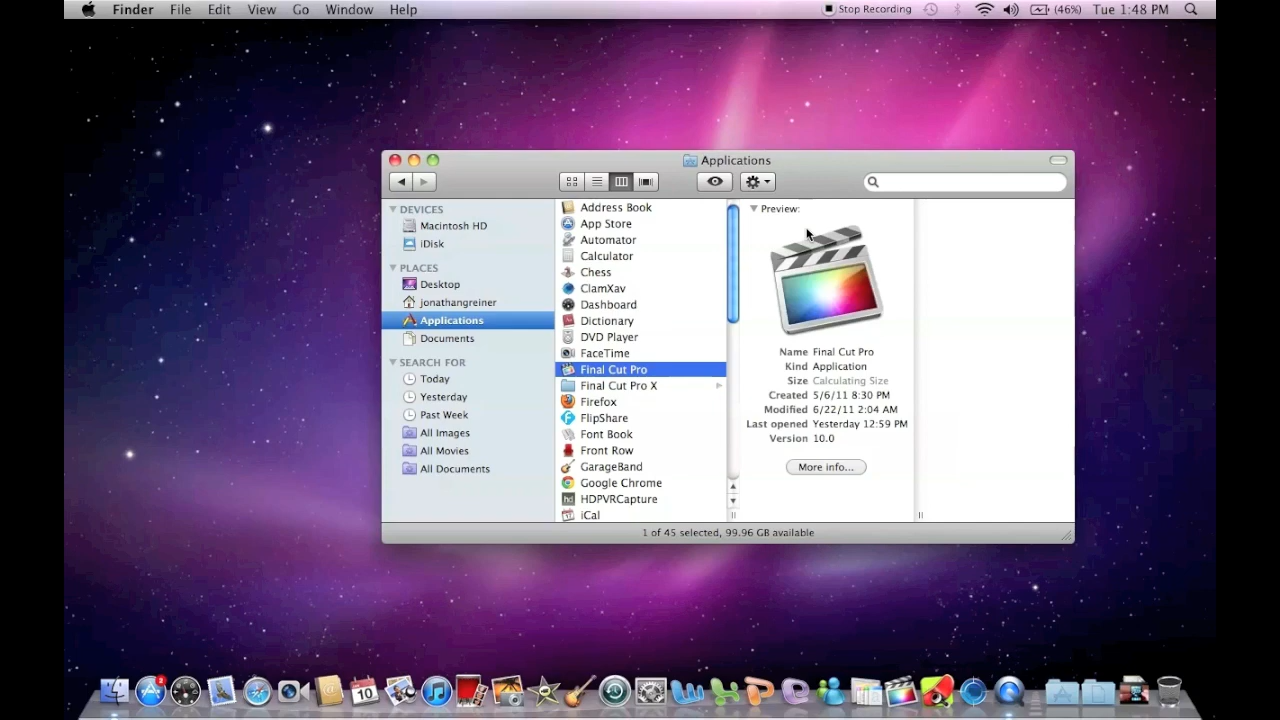 Finder File Edit View Go Window Help Stop Recording (46%) Tue 1:48 PM
Applications
DEVICES
Macintosh HD
iDisk
PLACES
Desktop
jonathangreiner
Applications
Documents
SEARCH FOR
Today
Yesterday
Past Week
All Images
All Movies
All Documents
Address Book
App Store
Automator
Calculator
Chess
ClamXav
Dashboard
Dictionary
DVD Player
FaceTime
Final Cut Pro
Final Cut Pro X
Firefox
FlipShare
Font Book
Front Row
GarageBand
Google Chrome
HDPVRCapture
iCal
Preview:
Name Final Cut Pro
Kind Application
Size Calculating Size
Created 5/6/11 8:30 PM
Modified 6/22/11 2:04 AM
Last opened Yesterday 12:59 PM
Version 10.0
More info...
1 of 45 selected, 99.96 GB available
10